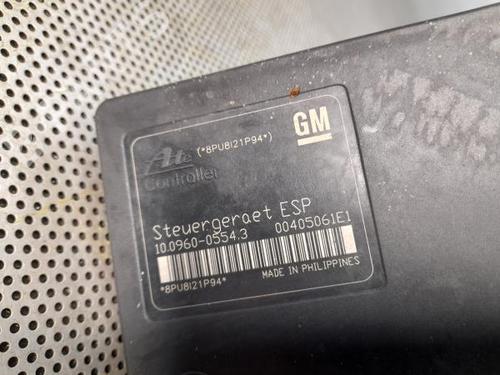 Ate (*8PU8I21P94*) GM
Controller
Steuergeraet ESP
10.0960-0554.3 00405061E1
*8PU8I21P94* MADE IN PHILIPPINES